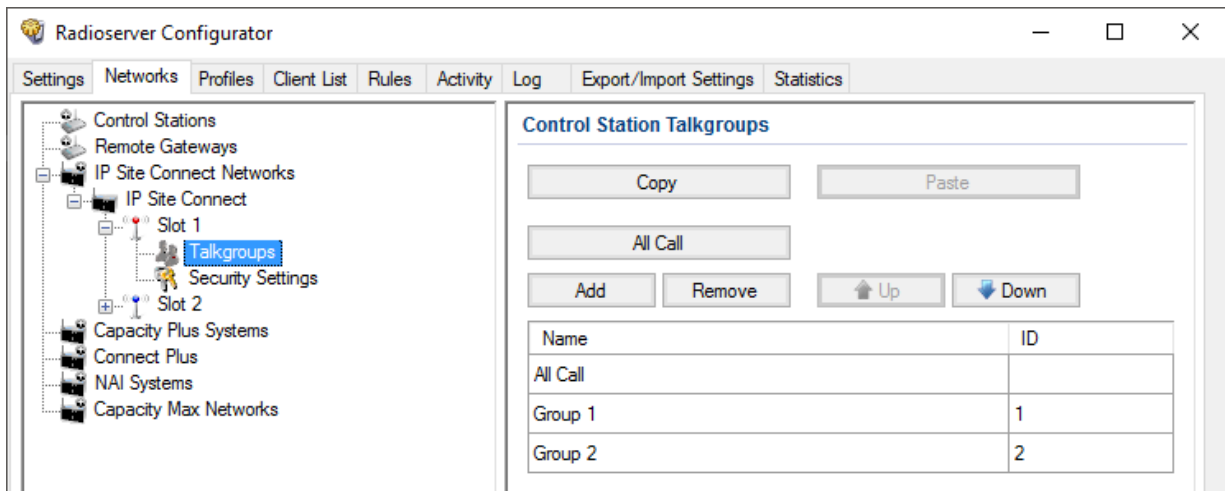 Radioserver Configurator
Settings Networks Profiles Client List Rules Activity Log Export/Import Settings Statistics
Control Stations
Remote Gateways
IP Site Connect Networks
IP Site Connect
Slot 1
Talkgroups
Security Settings
Slot 2
Capacity Plus Systems
Connect Plus
NAI Systems
Capacity Max Networks
Control Station Talkgroups
Copy Paste
All Call
Add Remove Up Down
Name ID
All Call
Group 1 1
Group 2 2